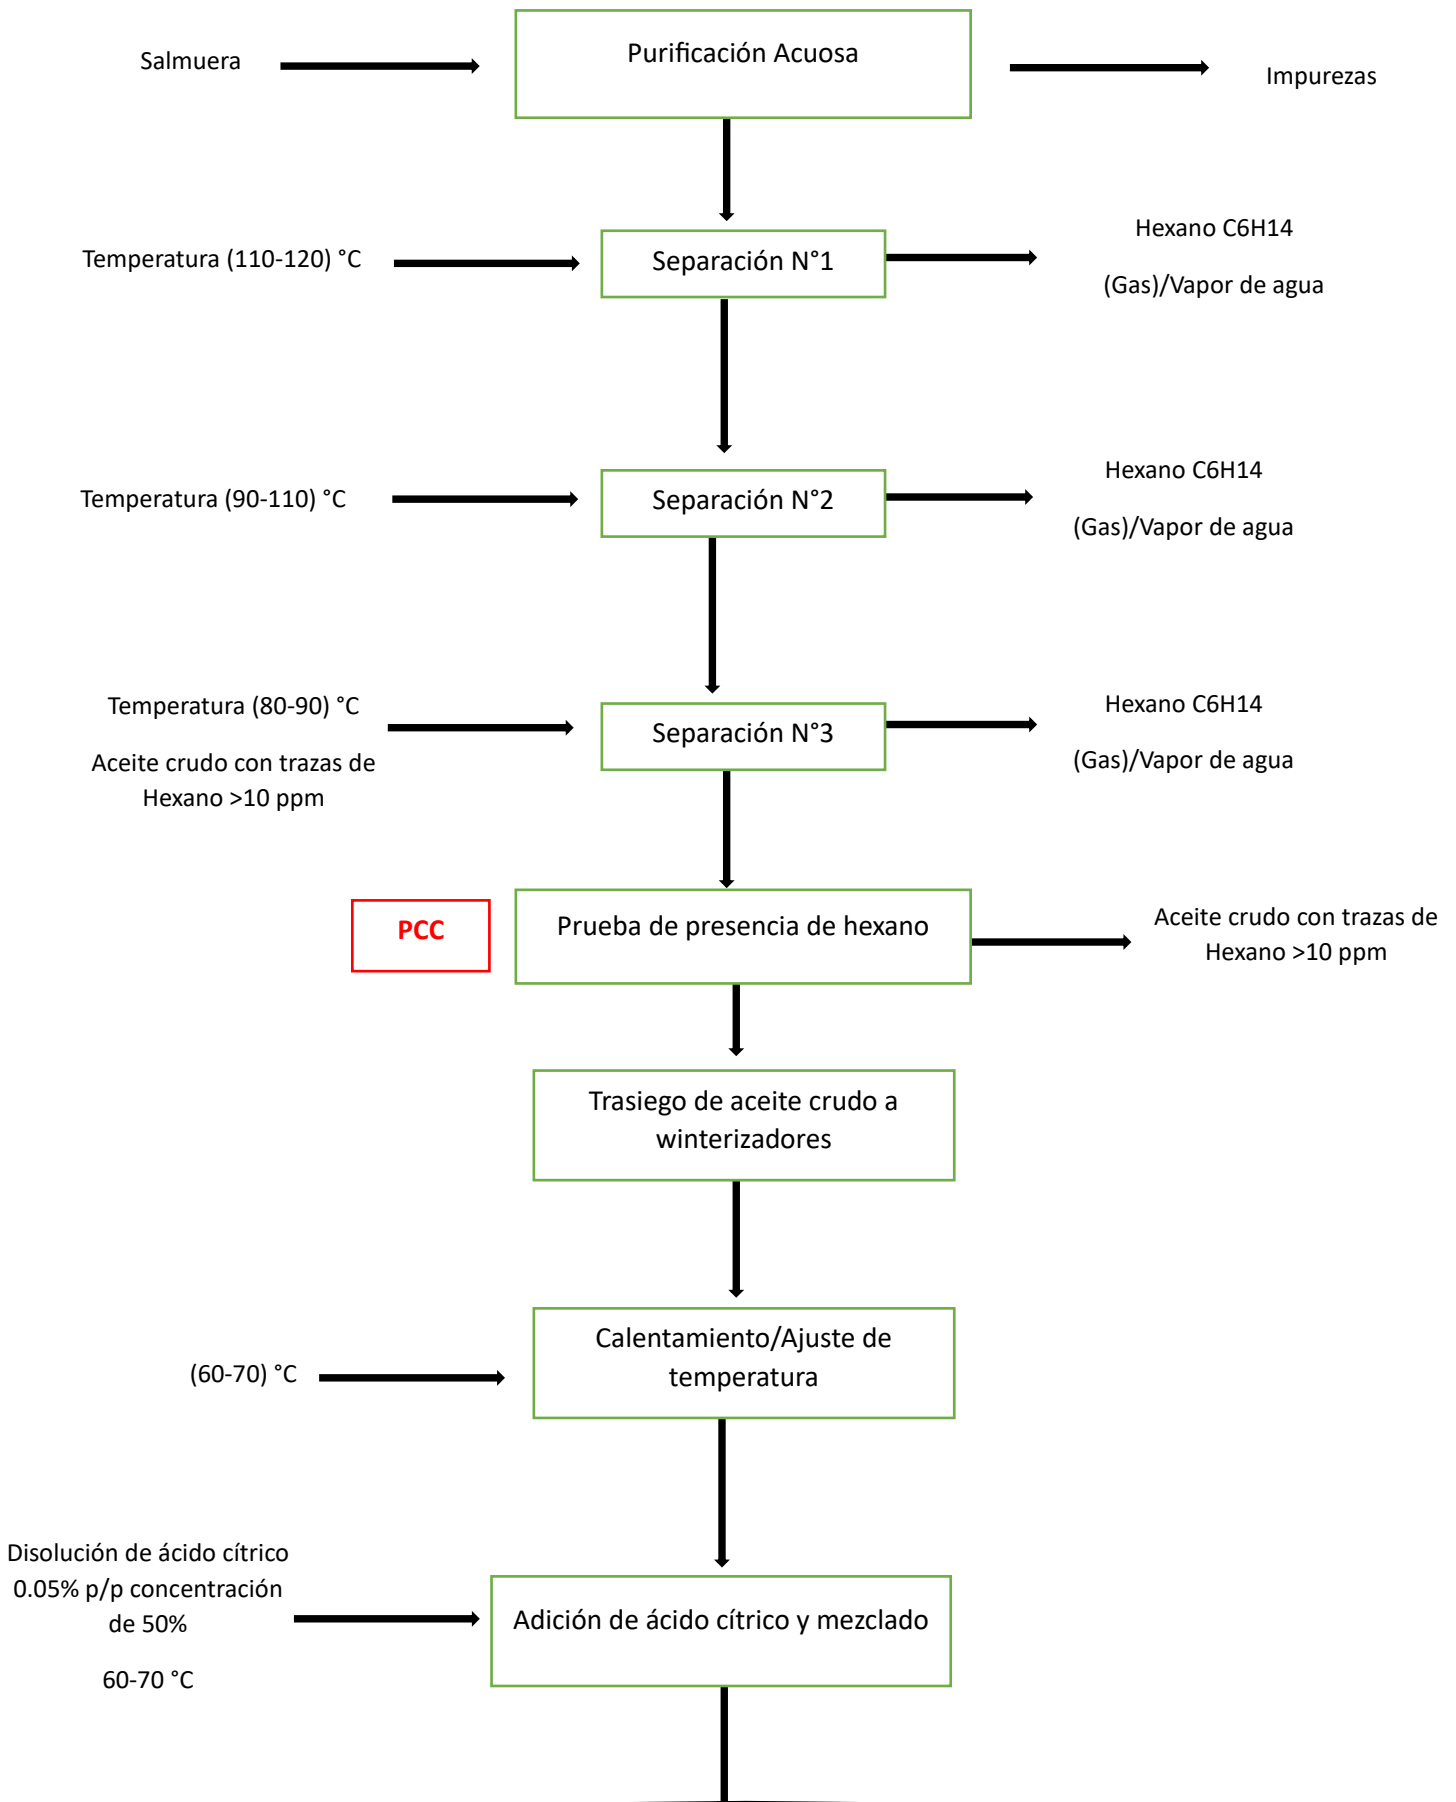 Salmuera
Purificación Acuosa
Impurezas
Temperatura (110-120) °C
Separación N°1
Hexano C6H14
(Gas)/Vapor de agua
Temperatura (90-110) °C
Separación N°2
Hexano C6H14
(Gas)/Vapor de agua
Temperatura (80-90) °C
Aceite crudo con trazas de
Hexano >10 ppm
Separación N°3
Hexano C6H14
(Gas)/Vapor de agua
PCC
Prueba de presencia de hexano
Aceite crudo con trazas de
Hexano >10 ppm
Trasiego de aceite crudo a
winterizadores
(60-70) °C
Calentamiento/Ajuste de
temperatura
Disolución de ácido cítrico
0.05% p/p concentración
de 50%
60-70 °C
Adición de ácido cítrico y mezclado